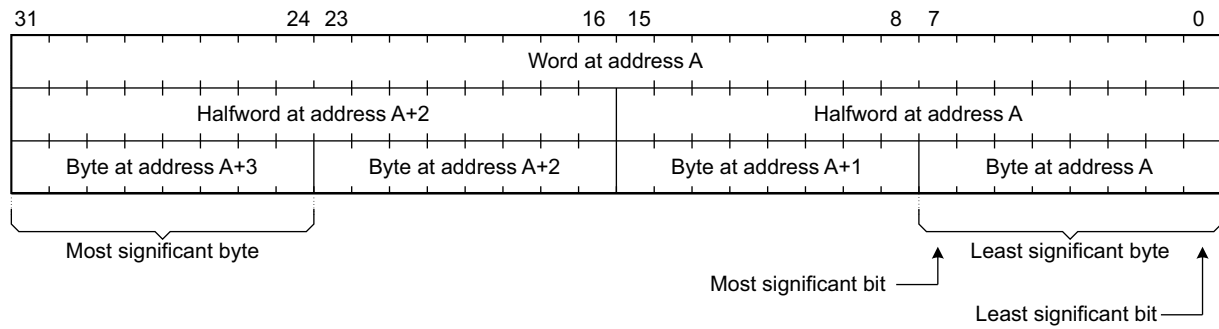 31 24 23 16 15 8 7 0
Word at address A
Halfword at address A+2 Halfword at address A
Byte at address A+3 Byte at address A+2 Byte at address A+1 Byte at address A
Most significant byte Least significant byte
Most significant bit
Least significant bit